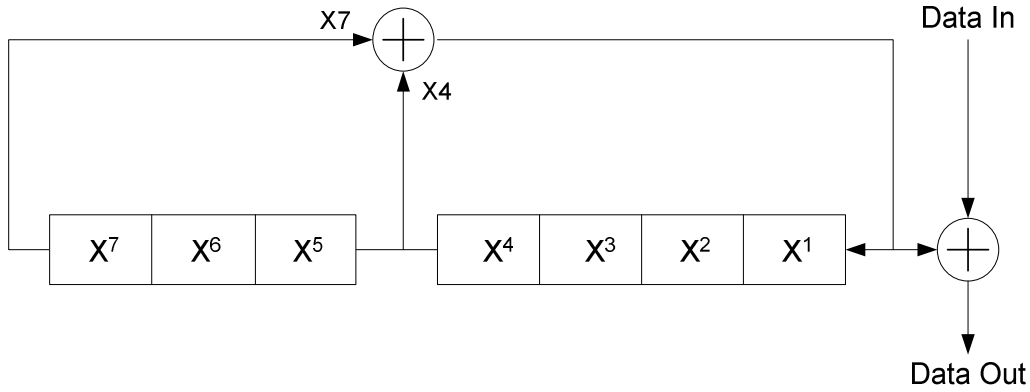 X7
Data In
X4
X⁷ X⁶ X⁵ X⁴ X³ X² X¹
Data Out